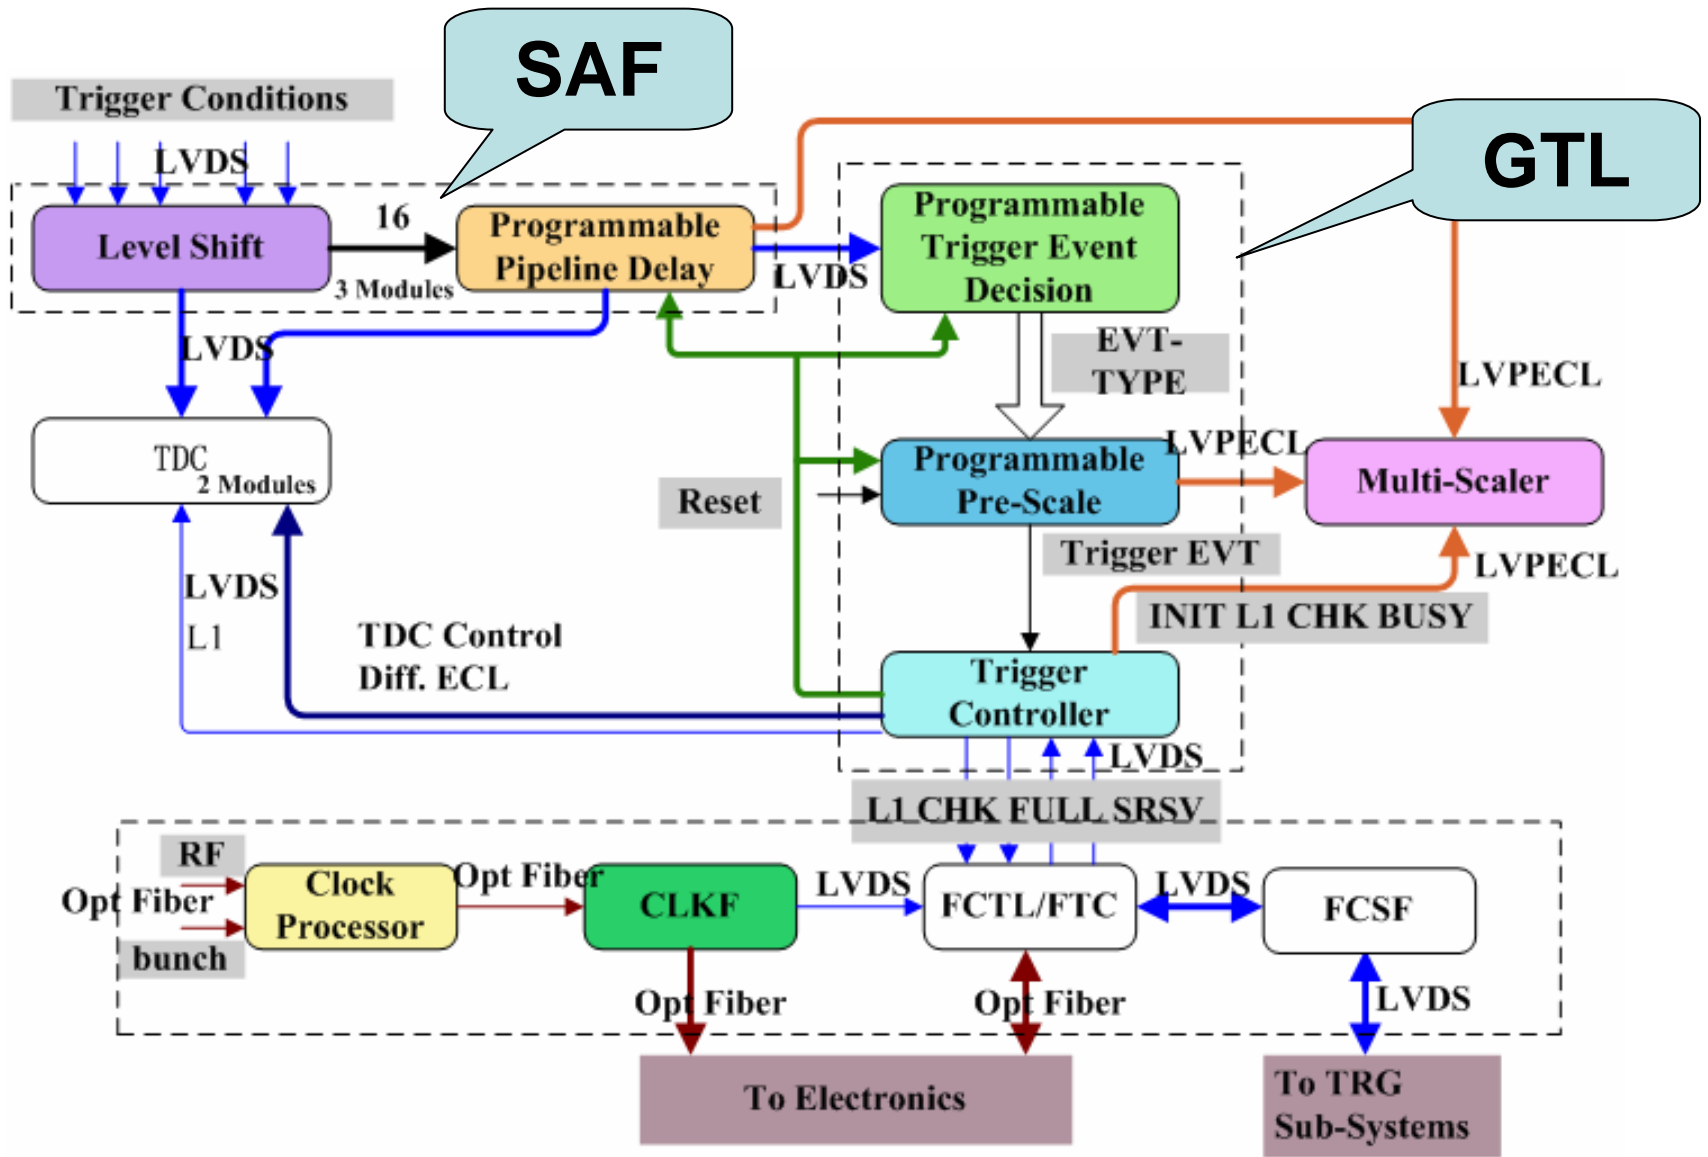 SAF
Trigger Conditions
GTL
LVDS
Level Shift
16
3 Modules
Programmable
Pipeline Delay
LVDS
Programmable
Trigger Event
Decision
LVDS
EVT-
TYPE
LVPECL
TDC
2 Modules
Reset
Programmable
Pre-Scale
LVPECL
Multi-Scaler
Trigger EVT
LVPECL
INIT L1 CHK BUSY
LVDS
L1
TDC Control
Diff. ECL
Trigger
Controller
LVDS
L1 CHK FULL SRSV
RF
Opt Fiber
bunch
Clock
Processor
Opt Fiber
CLKF
LVDS
FCTL/FTC
LVDS
FCSF
Opt Fiber
Opt Fiber
LVDS
To Electronics
To TRG
Sub-Systems